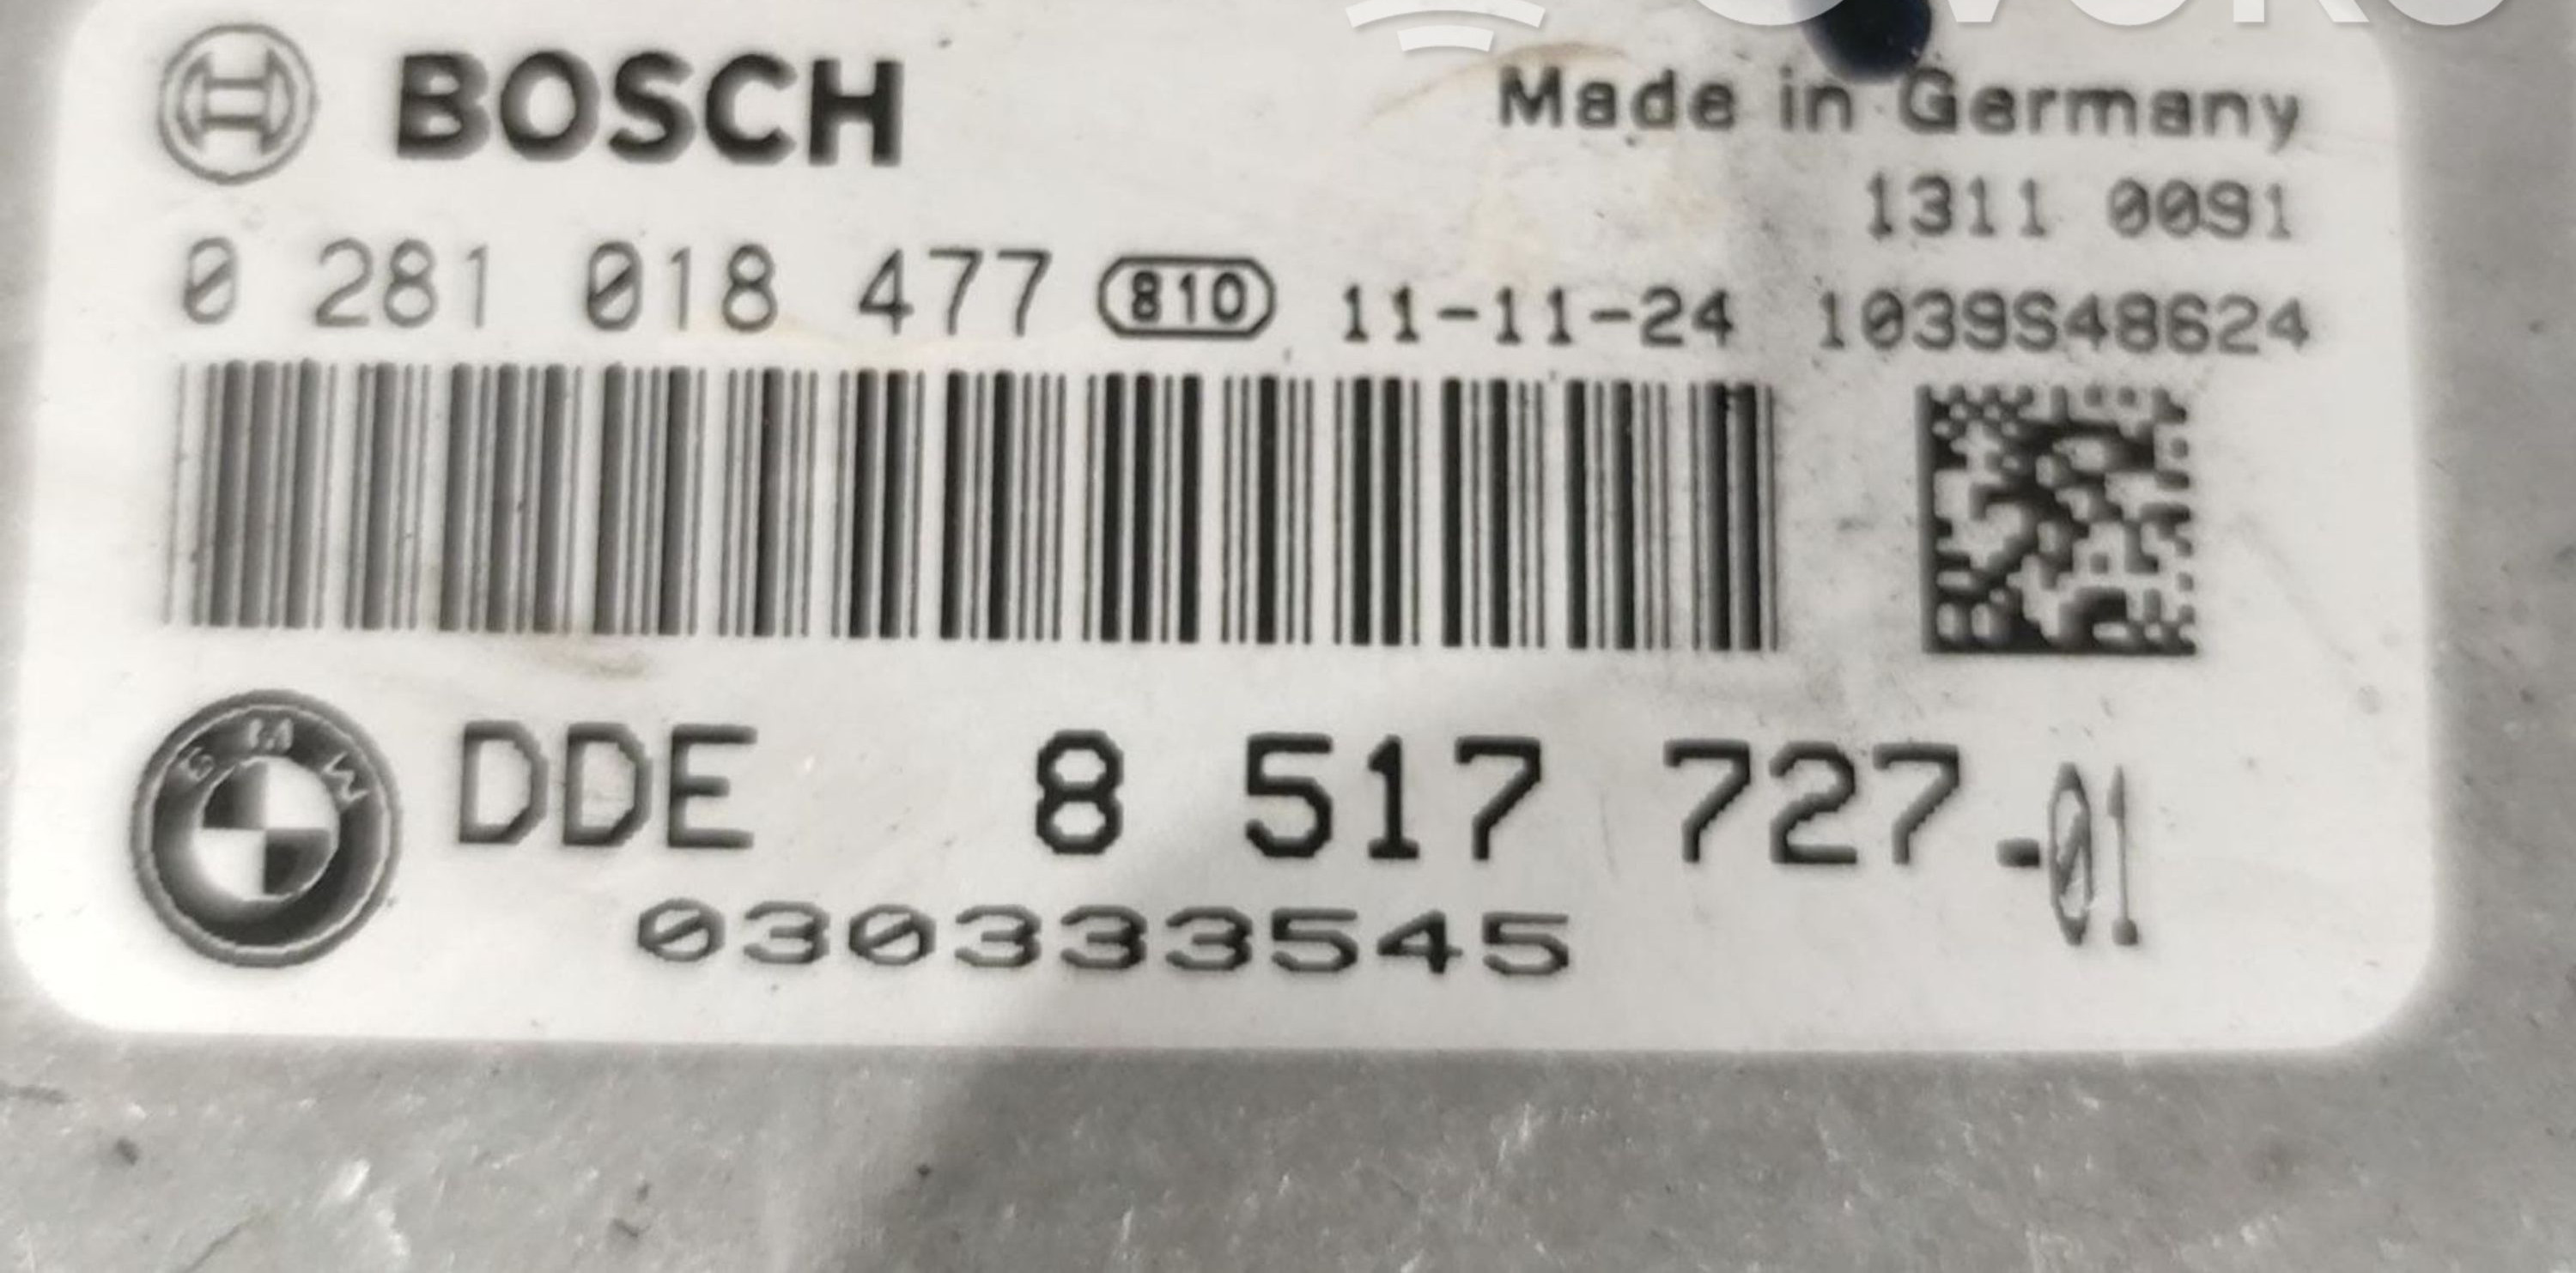 BOSCH
Made in Germany
1311 0091
0 281 018 477 810 11-11-24 1039S48624
BMW
DDE 8 517 727-01
030333545